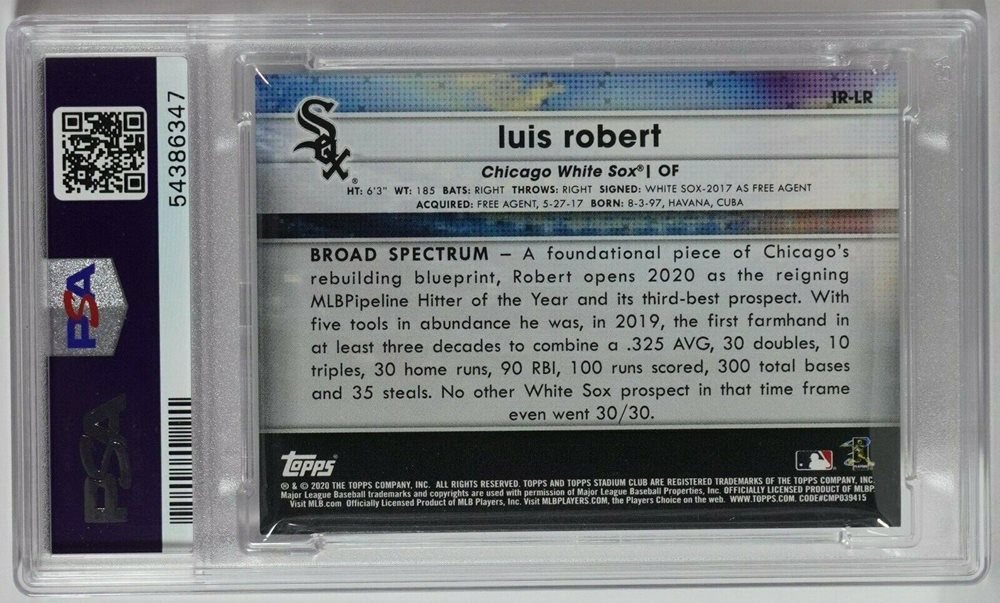 54386347
PSA
PSA
IR-LR
Sox
luis robert
Chicago White Sox® | OF
HT: 6'3" WT: 185 BATS: RIGHT THROWS: RIGHT SIGNED: WHITE SOX-2017 AS FREE AGENT
ACQUIRED: FREE AGENT, 5-27-17 BORN: 8-3-97, HAVANA, CUBA
BROAD SPECTRUM – A foundational piece of Chicago's
rebuilding blueprint, Robert opens 2020 as the reigning
MLBPipeline Hitter of the Year and its third-best prospect. With
five tools in abundance he was, in 2019, the first farmhand in
at least three decades to combine a .325 AVG, 30 doubles, 10
triples, 30 home runs, 90 RBI, 100 runs scored, 300 total bases
and 35 steals. No other White Sox prospect in that time frame
even went 30/30.
topps®
® & © 2020 THE TOPPS COMPANY, INC. ALL RIGHTS RESERVED. TOPPS AND TOPPS STADIUM CLUB ARE REGISTERED TRADEMARKS OF THE TOPPS COMPANY, INC.
Major League Baseball trademarks and copyrights are used with permission of Major League Baseball Properties, Inc. OFFICIALLY LICENSED PRODUCT OF MLBP.
Visit MLB.com Officially Licensed Product of MLB Players, Inc. Visit MLBPLAYERS.COM, the Players Choice on the web. WWW.TOPPS.COM. CODE#CMP039415